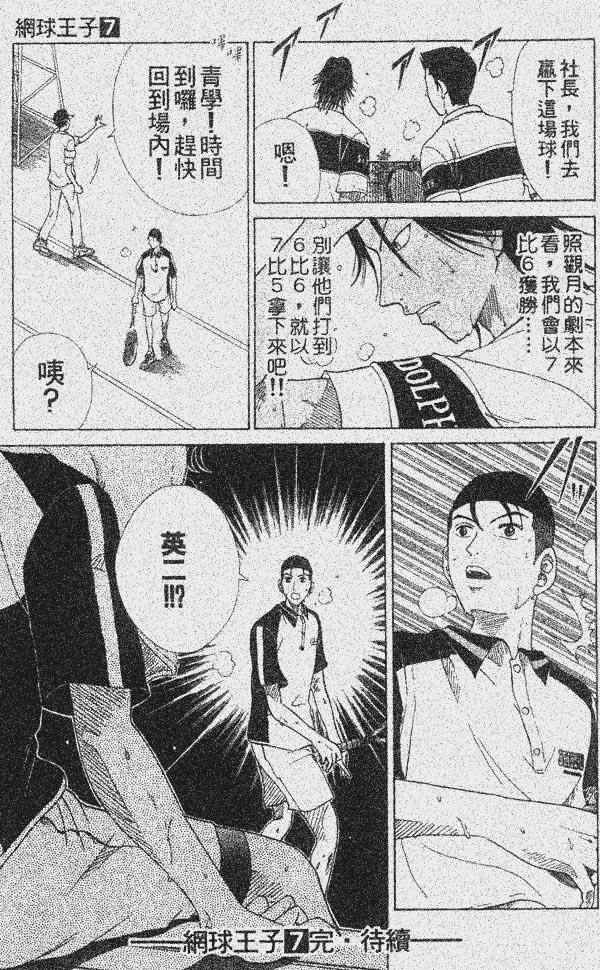 網球王子7
社長，我們去
贏下這場球！
嗯！
嗶嗶
青學！時間
到囉，趕快
回到場內！
照觀月的劇本來
看，我們會以7
比6獲勝……
別讓他們打到
6比6，就以
7比5拿下來吧!!
DOLPH
咦？
英二!!?
網球王子7完・待續